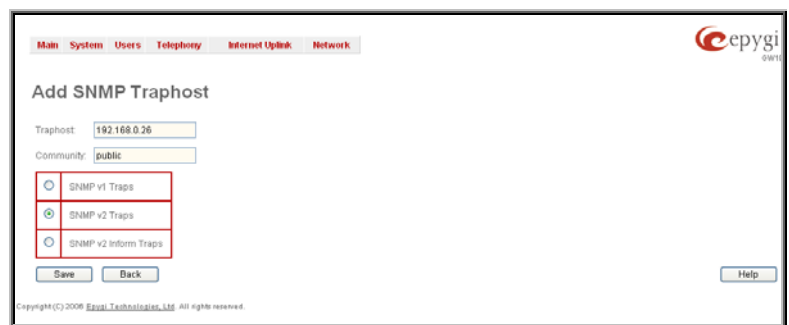 epygi
Main System Users Telephony Internet Uplink Network
Add SNMP Traphost
Traphost: 192.168.0.26
Community: public
SNMP v1 Traps
SNMP v2 Traps
SNMP v2 Inform Traps
Save Back Help
Copyright (C) 2006 Epygi Technologies, Ltd. All rights reserved.